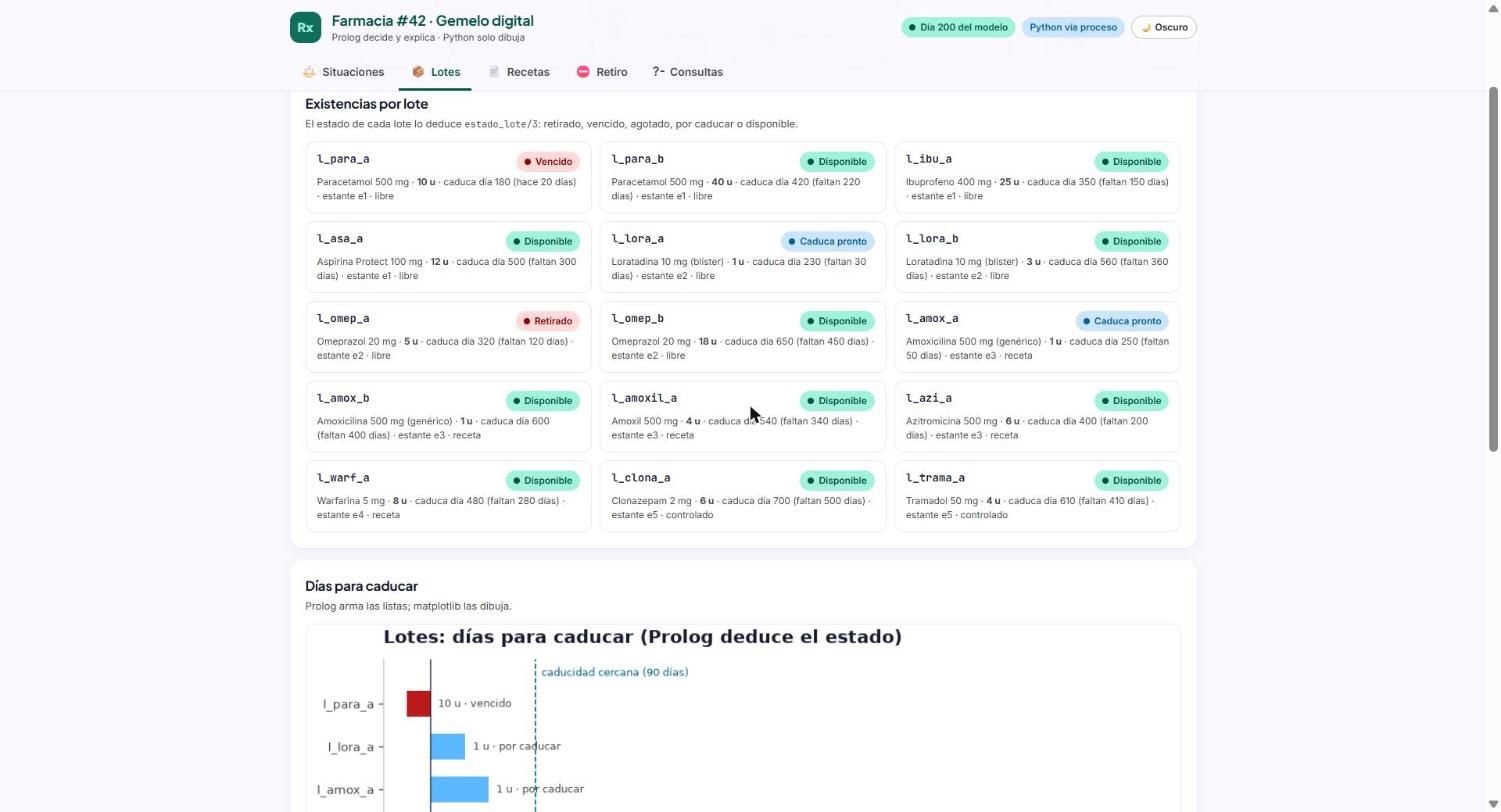 Rx
Farmacia #42 · Gemelo digital
Prolog decide y explica · Python solo dibuja
Día 200 del modelo
Python vía proceso
🌙 Oscuro
Situaciones
Lotes
Recetas
Retiro
?- Consultas
Existencias por lote
El estado de cada lote lo deduce estado_lote/3: retirado, vencido, agotado, por caducar o disponible.
l_para_a
Vencido
Paracetamol 500 mg · 10 u · caduca día 180 (hace 20 días)
· estante e1 · libre
l_para_b
Disponible
Paracetamol 500 mg · 40 u · caduca día 420 (faltan 220
días) · estante e1 · libre
l_ibu_a
Disponible
Ibuprofeno 400 mg · 25 u · caduca día 350 (faltan 150 días)
· estante e1 · libre
l_asa_a
Disponible
Aspirina Protect 100 mg · 12 u · caduca día 500 (faltan 300
días) · estante e1 · libre
l_lora_a
Caduca pronto
Loratadina 10 mg (blíster) · 1 u · caduca día 230 (faltan 30
días) · estante e2 · libre
l_lora_b
Disponible
Loratadina 10 mg (blíster) · 3 u · caduca día 560 (faltan 360
días) · estante e2 · libre
l_omep_a
Retirado
Omeprazol 20 mg · 5 u · caduca día 320 (faltan 120 días) ·
estante e2 · libre
l_omep_b
Disponible
Omeprazol 20 mg · 18 u · caduca día 650 (faltan 450 días) ·
estante e2 · libre
l_amox_a
Caduca pronto
Amoxicilina 500 mg (genérico) · 1 u · caduca día 250 (faltan
50 días) · estante e3 · receta
l_amox_b
Disponible
Amoxicilina 500 mg (genérico) · 1 u · caduca día 600
(faltan 400 días) · estante e3 · receta
l_amoxil_a
Disponible
Amoxil 500 mg · 4 u · caduca día 540 (faltan 340 días) ·
estante e3 · receta
l_azi_a
Disponible
Azitromicina 500 mg · 6 u · caduca día 400 (faltan 200
días) · estante e3 · receta
l_warf_a
Disponible
Warfarina 5 mg · 8 u · caduca día 480 (faltan 280 días) ·
estante e4 · receta
l_clona_a
Disponible
Clonazepam 2 mg · 6 u · caduca día 700 (faltan 500 días) ·
estante e5 · controlado
l_trama_a
Disponible
Tramadol 50 mg · 4 u · caduca día 610 (faltan 410 días) ·
estante e5 · controlado
Días para caducar
Prolog arma las listas; matplotlib las dibuja.
Lotes: días para caducar (Prolog deduce el estado)
caducidad cercana (90 días)
l_para_a
10 u · vencido
l_lora_a
1 u · por caducar
l_amox_a
1 u · por caducar